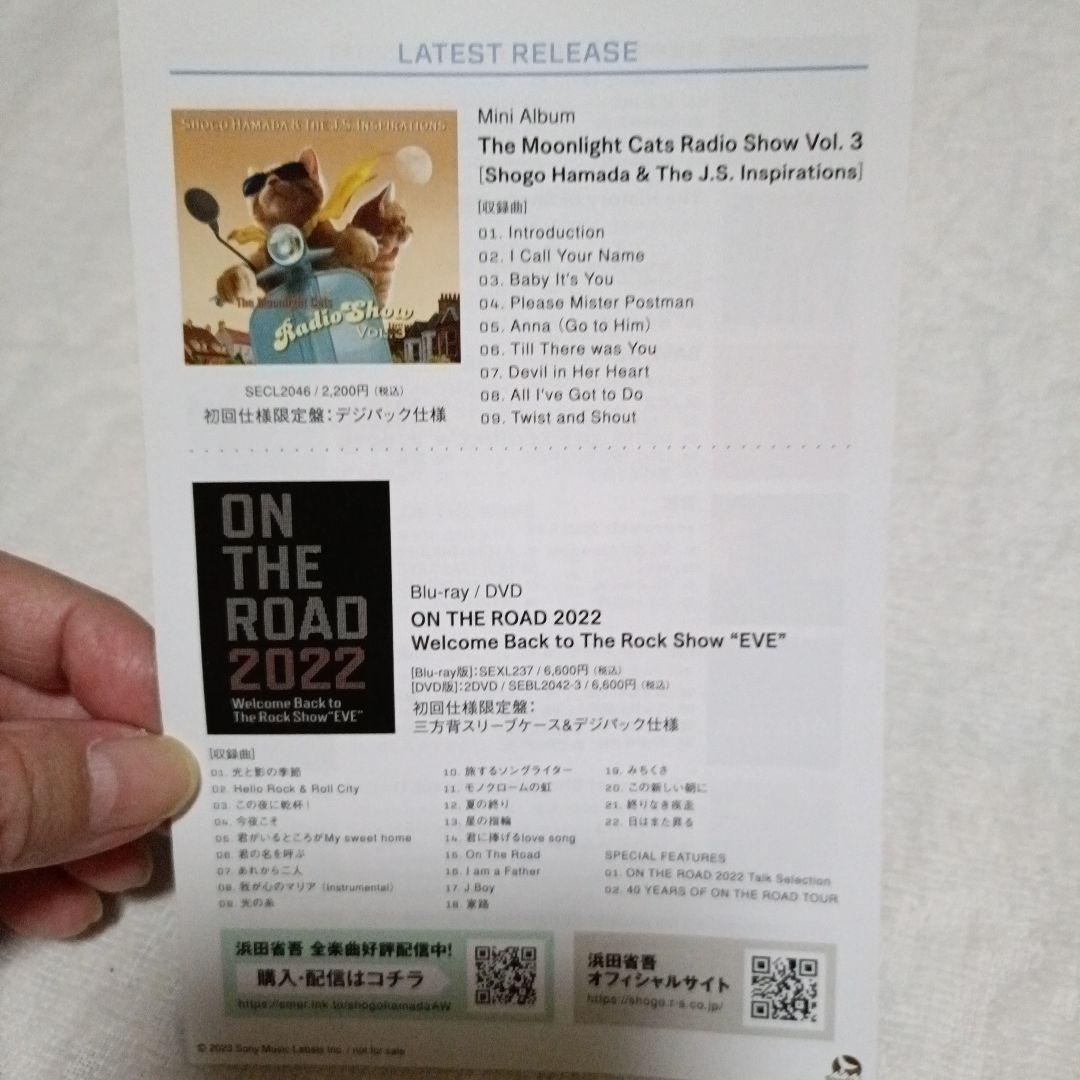 LATEST RELEASE
SHOGO HAMADA & THE J.S. INSPIRATIONS
The Moonlight Cats
Radio Show
VOL.3
SECL2046 / 2,200円（税込）
初回仕様限定盤：デジパック仕様
Mini Album
The Moonlight Cats Radio Show Vol. 3
[Shogo Hamada & The J.S. Inspirations]
[収録曲]
01. Introduction
02. I Call Your Name
03. Baby It's You
04. Please Mister Postman
05. Anna（Go to Him）
06. Till There was You
07. Devil in Her Heart
08. All I've Got to Do
09. Twist and Shout
ON
THE
ROAD
2022
Welcome Back to
The Rock Show“EVE”
Blu-ray / DVD
ON THE ROAD 2022
Welcome Back to The Rock Show “EVE”
[Blu-ray版]：SEXL237 / 6,600円（税込）
[DVD版]：2DVD / SEBL2042-3 / 6,600円（税込）
初回仕様限定盤：
三方背スリーブケース&デジパック仕様
[収録曲]
01. 光と影の季節
02. Hello Rock & Roll City
03. この夜に乾杯！
04. 今夜こそ
05. 君がいるところがMy sweet home
06. 君の名を呼ぶ
07. あれから二人
08. 我が心のマリア（Instrumental）
09. 光の糸
10. 旅するソングライター
11. モノクロームの虹
12. 夏の終り
13. 星の指輪
14. 君に捧げるlove song
15. On The Road
16. I am a Father
17. J.Boy
18. 家路
19. みちくさ
20. この新しい朝に
21. 終りなき疾走
22. 日はまた昇る
SPECIAL FEATURES
01. ON THE ROAD 2022 Talk Selection
02. 40 YEARS OF ON THE ROAD TOUR
浜田省吾 全楽曲好評配信中!
購入・配信はコチラ
https://smer.lnk.to/shogohamadaAW
浜田省吾
オフィシャルサイト
https://shogo.r-s.co.jp/
© 2023 Sony Music Labels Inc. / not for sale